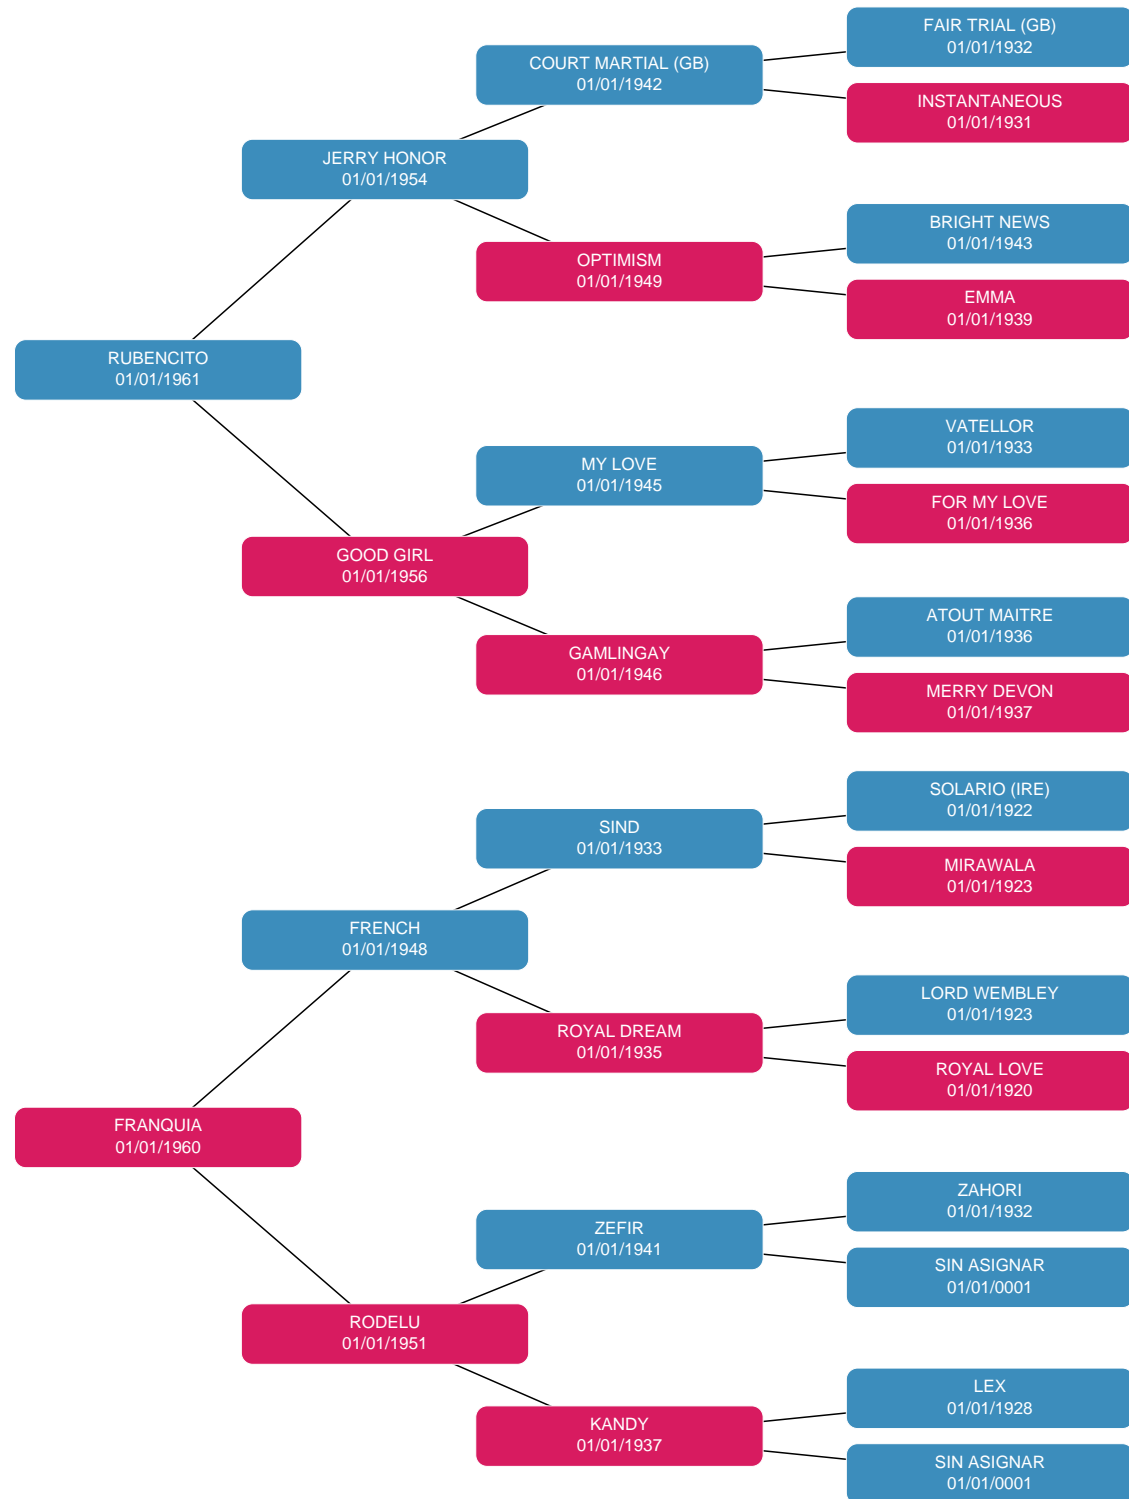 FAIR TRIAL (GB)
01/01/1932
COURT MARTIAL (GB)
01/01/1942
INSTANTANEOUS
01/01/1931
JERRY HONOR
01/01/1954
BRIGHT NEWS
01/01/1943
OPTIMISM
01/01/1949
EMMA
01/01/1939
RUBENCITO
01/01/1961
VATELLOR
01/01/1933
MY LOVE
01/01/1945
FOR MY LOVE
01/01/1936
GOOD GIRL
01/01/1956
ATOUT MAITRE
01/01/1936
GAMLINGAY
01/01/1946
MERRY DEVON
01/01/1937
SOLARIO (IRE)
01/01/1922
SIND
01/01/1933
MIRAWALA
01/01/1923
FRENCH
01/01/1948
LORD WEMBLEY
01/01/1923
ROYAL DREAM
01/01/1935
ROYAL LOVE
01/01/1920
FRANQUIA
01/01/1960
ZAHORI
01/01/1932
ZEFIR
01/01/1941
SIN ASIGNAR
01/01/0001
RODELU
01/01/1951
LEX
01/01/1928
KANDY
01/01/1937
SIN ASIGNAR
01/01/0001